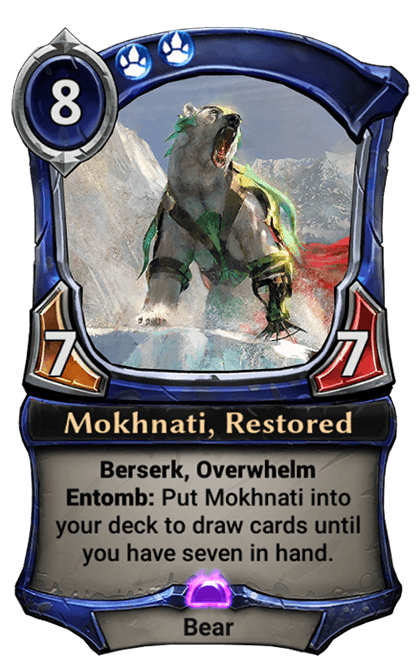 8
7
7
Mokhnati, Restored
Berserk, Overwhelm
Entomb: Put Mokhnati into
your deck to draw cards until
you have seven in hand.
Bear